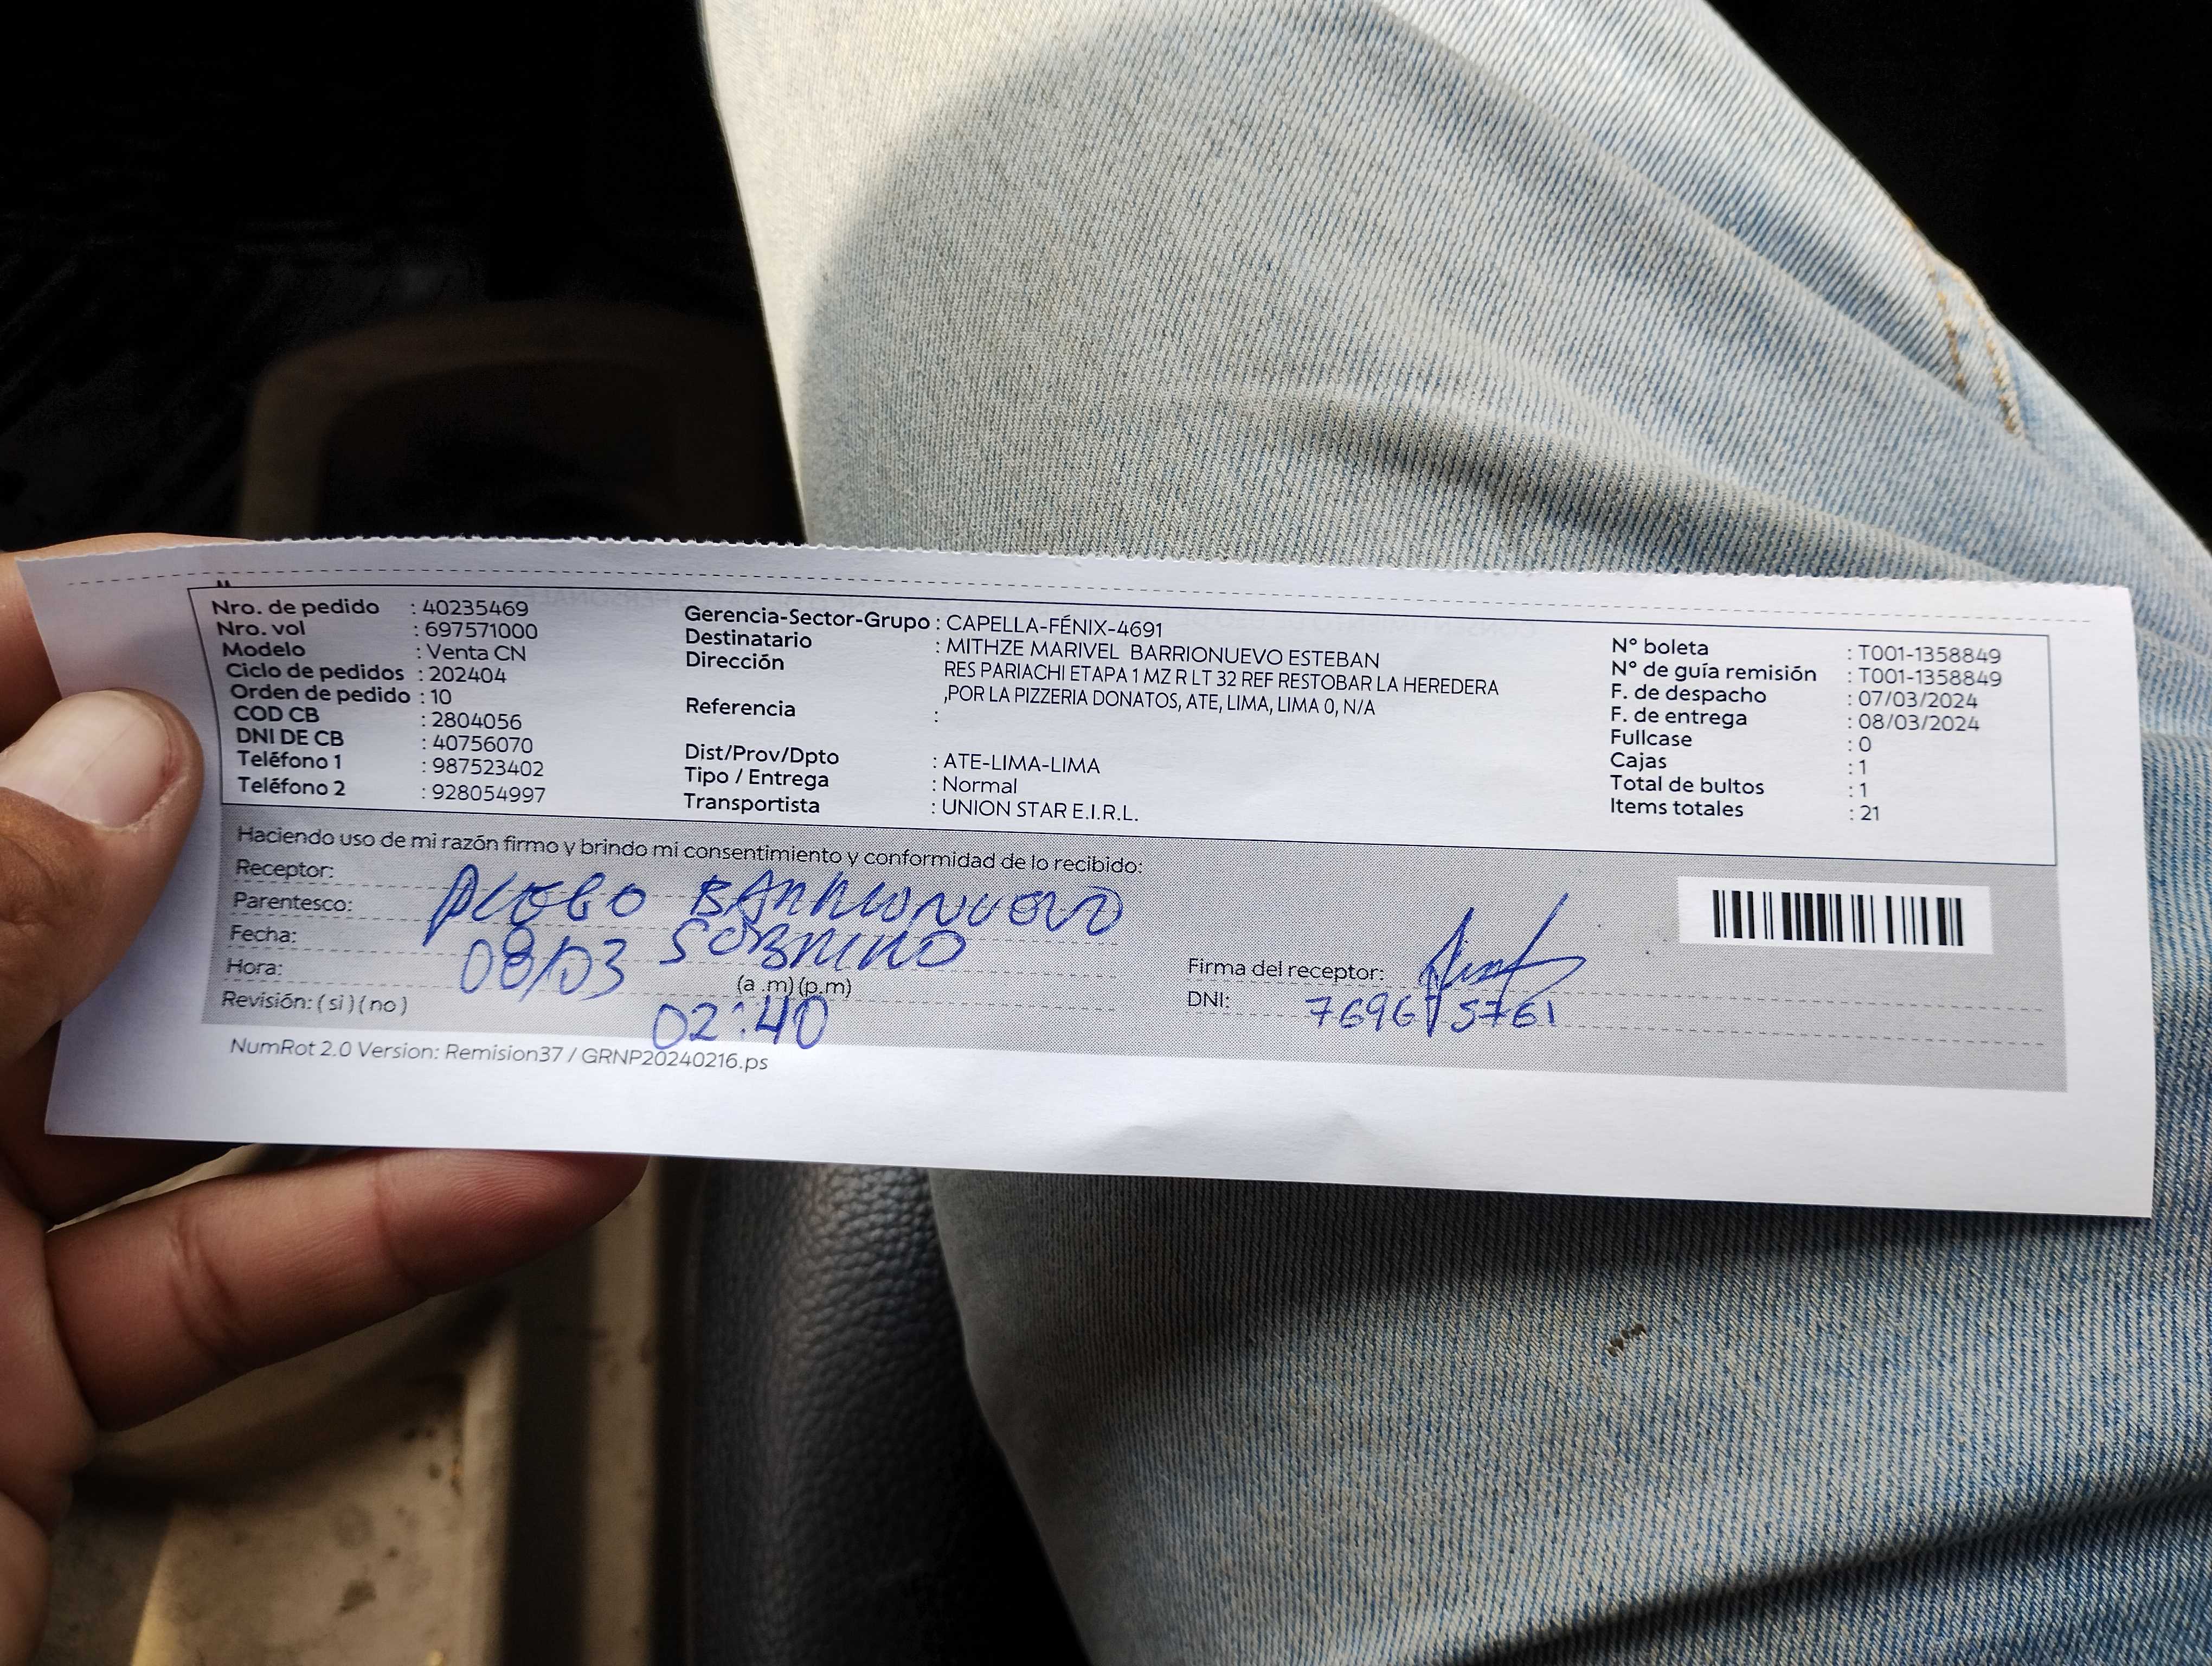 Nro. de pedido : 40235469
Nro. vol : 697571000
Modelo : Venta CN
Ciclo de pedidos : 202404
Orden de pedido : 10
COD CB : 2804056
DNI DE CB : 40756070
Teléfono 1 : 987523402
Teléfono 2 : 928054997
Gerencia-Sector-Grupo : CAPELLA-FÉNIX-4691
Destinatario : MITHZE MARIVEL BARRIONUEVO ESTEBAN
Dirección RES PARIACHI ETAPA 1 MZ R LT 32 REF RESTOBAR LA HEREDERA
,POR LA PIZZERIA DONATOS, ATE, LIMA, LIMA 0, N/A
Referencia :
Dist/Prov/Dpto : ATE-LIMA-LIMA
Tipo / Entrega : Normal
Transportista : UNION STAR E.I.R.L.
N° boleta : T001-1358849
N° de guía remisión : T001-1358849
F. de despacho : 07/03/2024
F. de entrega : 08/03/2024
Fullcase : 0
Cajas : 1
Total de bultos : 1
Items totales : 21
Haciendo uso de mi razón firmo y brindo mi consentimiento y conformidad de lo recibido:
Receptor:
BARRIONUEVO
Parentesco:
SOBRINO
Fecha:
08/03
Hora: (a .m) (p.m)
02:40
Revisión: ( si ) ( no )
Firma del receptor:
DNI:
NumRot 2.0 Version: Remision37 / GRNP20240216.ps